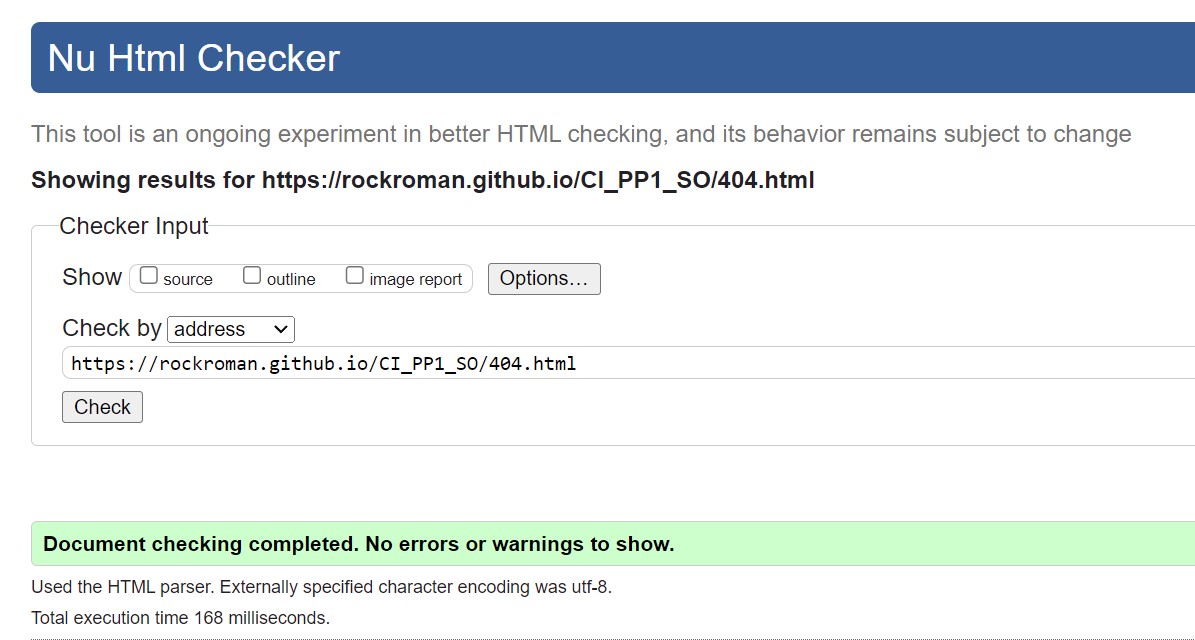 Nu Html Checker
This tool is an ongoing experiment in better HTML checking, and its behavior remains subject to change
Showing results for https://rockroman.github.io/CI_PP1_SO/404.html
Checker Input
Show source outline image report Options...
Check by address
https://rockroman.github.io/CI_PP1_SO/404.html
Check
Document checking completed. No errors or warnings to show.
Used the HTML parser. Externally specified character encoding was utf-8.
Total execution time 168 milliseconds.